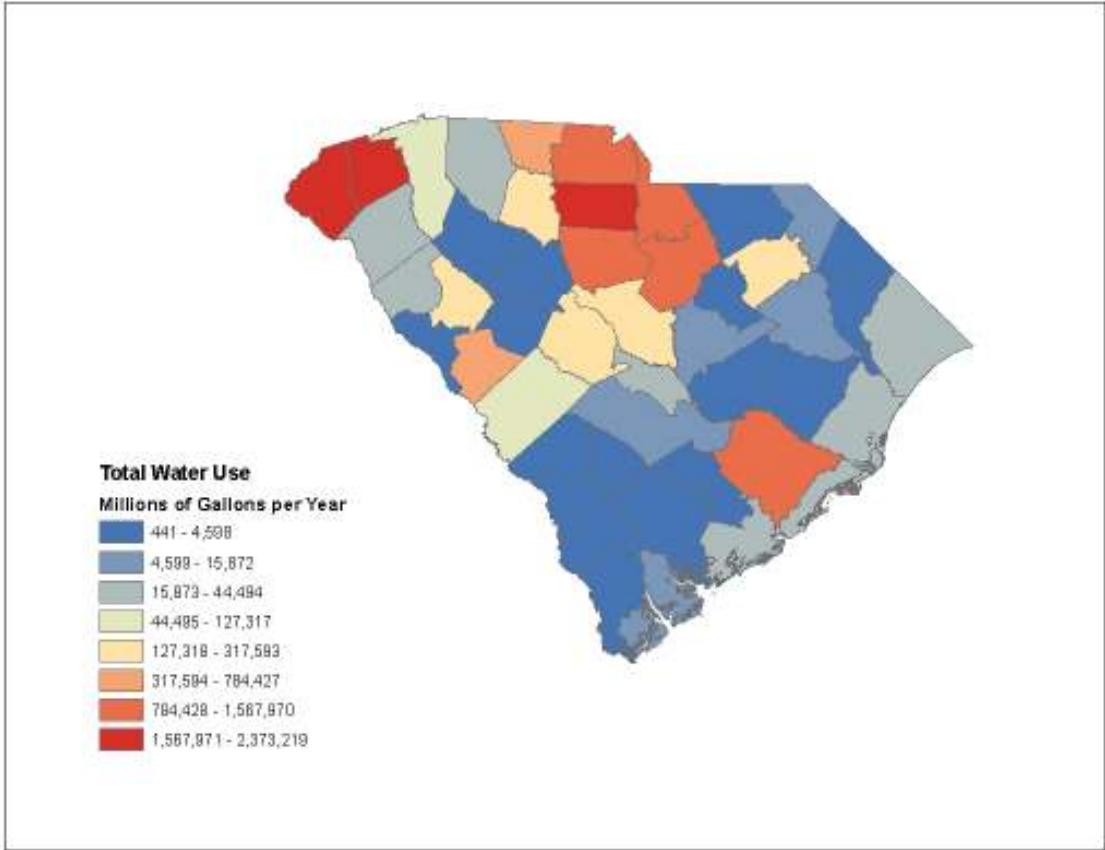 Total Water Use
Millions of Gallons per Year
441 - 4,598
4,599 - 15,872
15,873 - 44,494
44,495 - 127,317
127,318 - 317,593
317,594 - 784,427
784,428 - 1,567,970
1,567,971 - 2,373,219